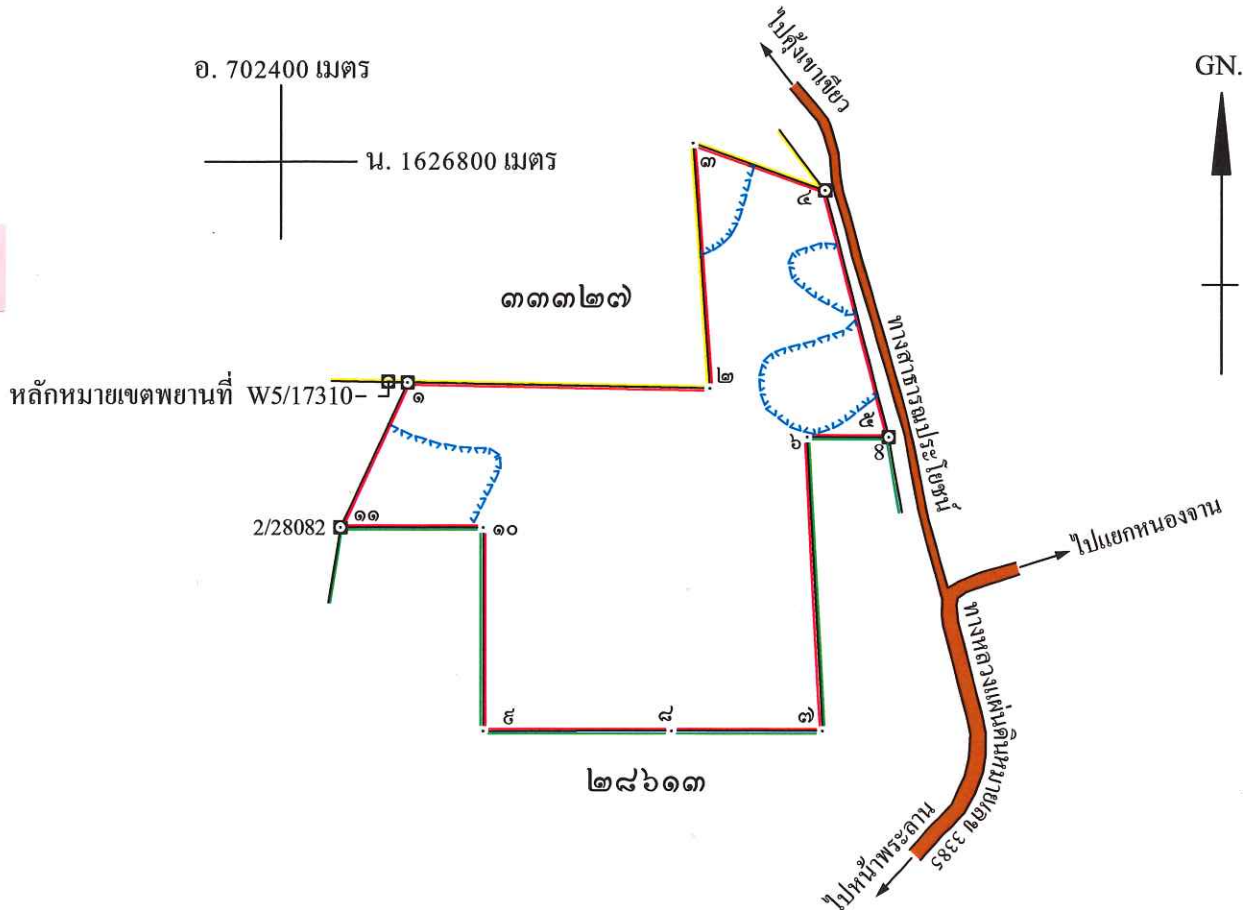 ไปคุ้งเขาเขียว
อ. 702400 เมตร
GN.
น. 1626800 เมตร
๓
๔
๓๓๓๒๗
ทางสาธารณประโยชน์
หลักหมายเขตพยานที่ W5/17310
๑
๒
๕
๖
8
2/28082
๑๑
๑๐
ไปแยกหนองจาน
ทางหลวงแผ่นดินหมายเลข 3385
๙
๘
๗
๒๘๖๑๓
ไปหน้าพระลาน